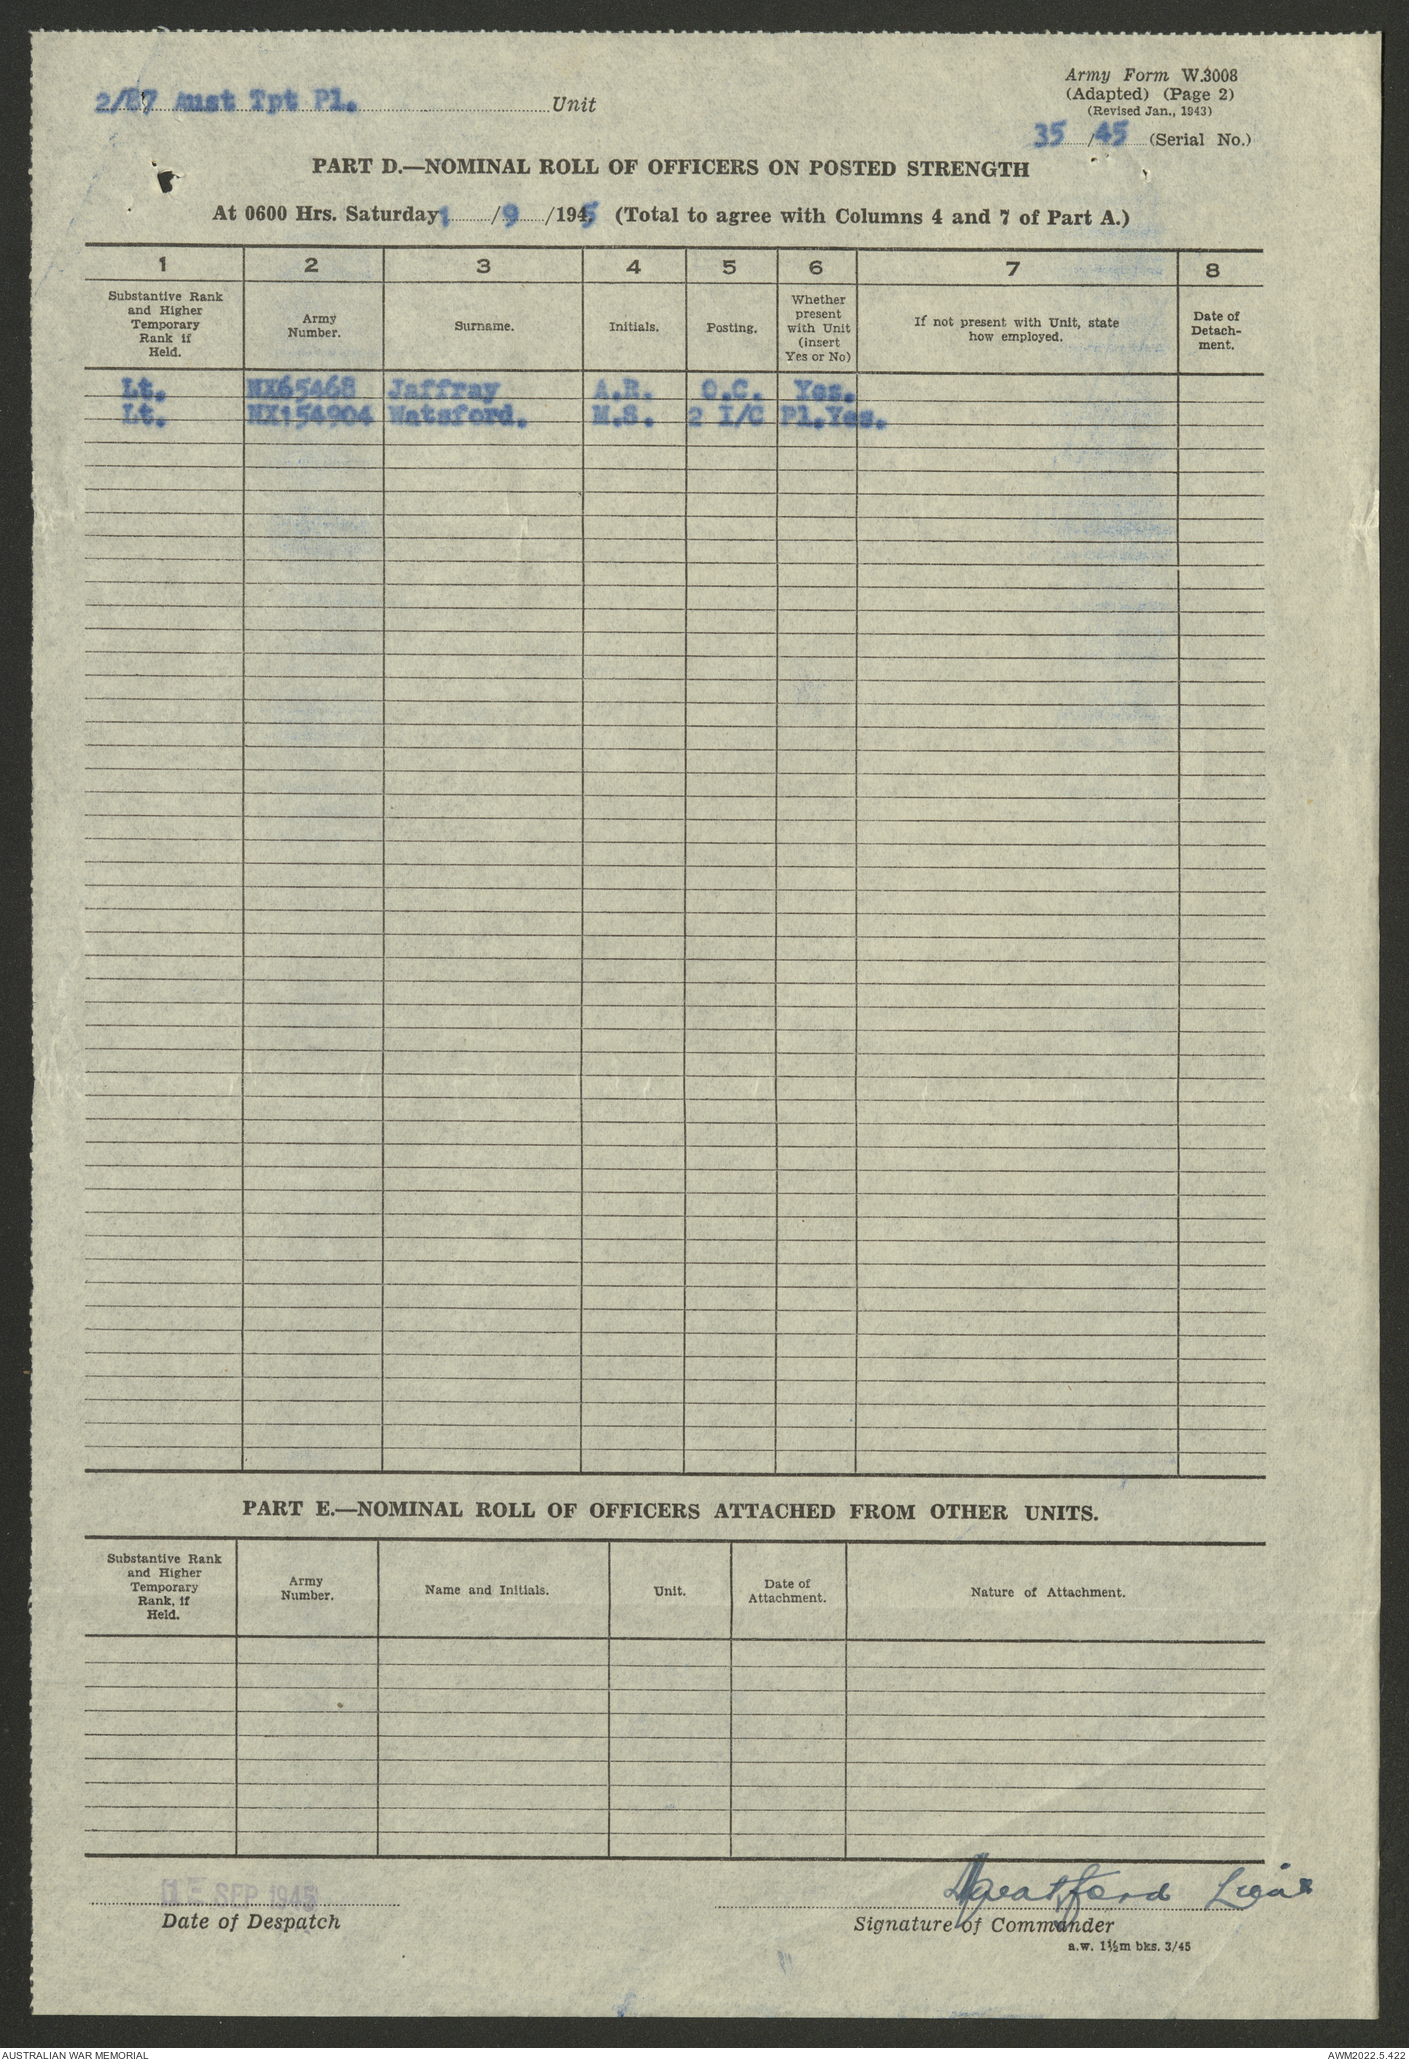 2/87 Aust Tpt Pl. Unit
Army Form W.3008
(Adapted) (Page 2)
(Revised Jan., 1943)
35 /45 (Serial No.)
PART D.—NOMINAL ROLL OF OFFICERS ON POSTED STRENGTH
At 0600 Hrs. Saturday 1 /9 /1945 (Total to agree with Columns 4 and 7 of Part A.)
1 2 3 4 5 6 7 8
Substantive Rank and Higher Temporary Rank if Held. Army Number. Surname. Initials. Posting. Whether present with Unit (insert Yes or No) If not present with Unit, state how employed. Date of Detach-ment.
Lt. NX65468 Jaffray A.R. O.C. Yes.
Lt. NX154904 Watsford. M.S. 2 I/C Pl.Yes.
PART E.—NOMINAL ROLL OF OFFICERS ATTACHED FROM OTHER UNITS.
Substantive Rank and Higher Temporary Rank, if Held. Army Number. Name and Initials. Unit. Date of Attachment. Nature of Attachment.
SEP 1945
Date of Despatch
Signature of Commander
a.w. 1½m bks. 3/45
AUSTRALIAN WAR MEMORIAL
AWM2022.5.422